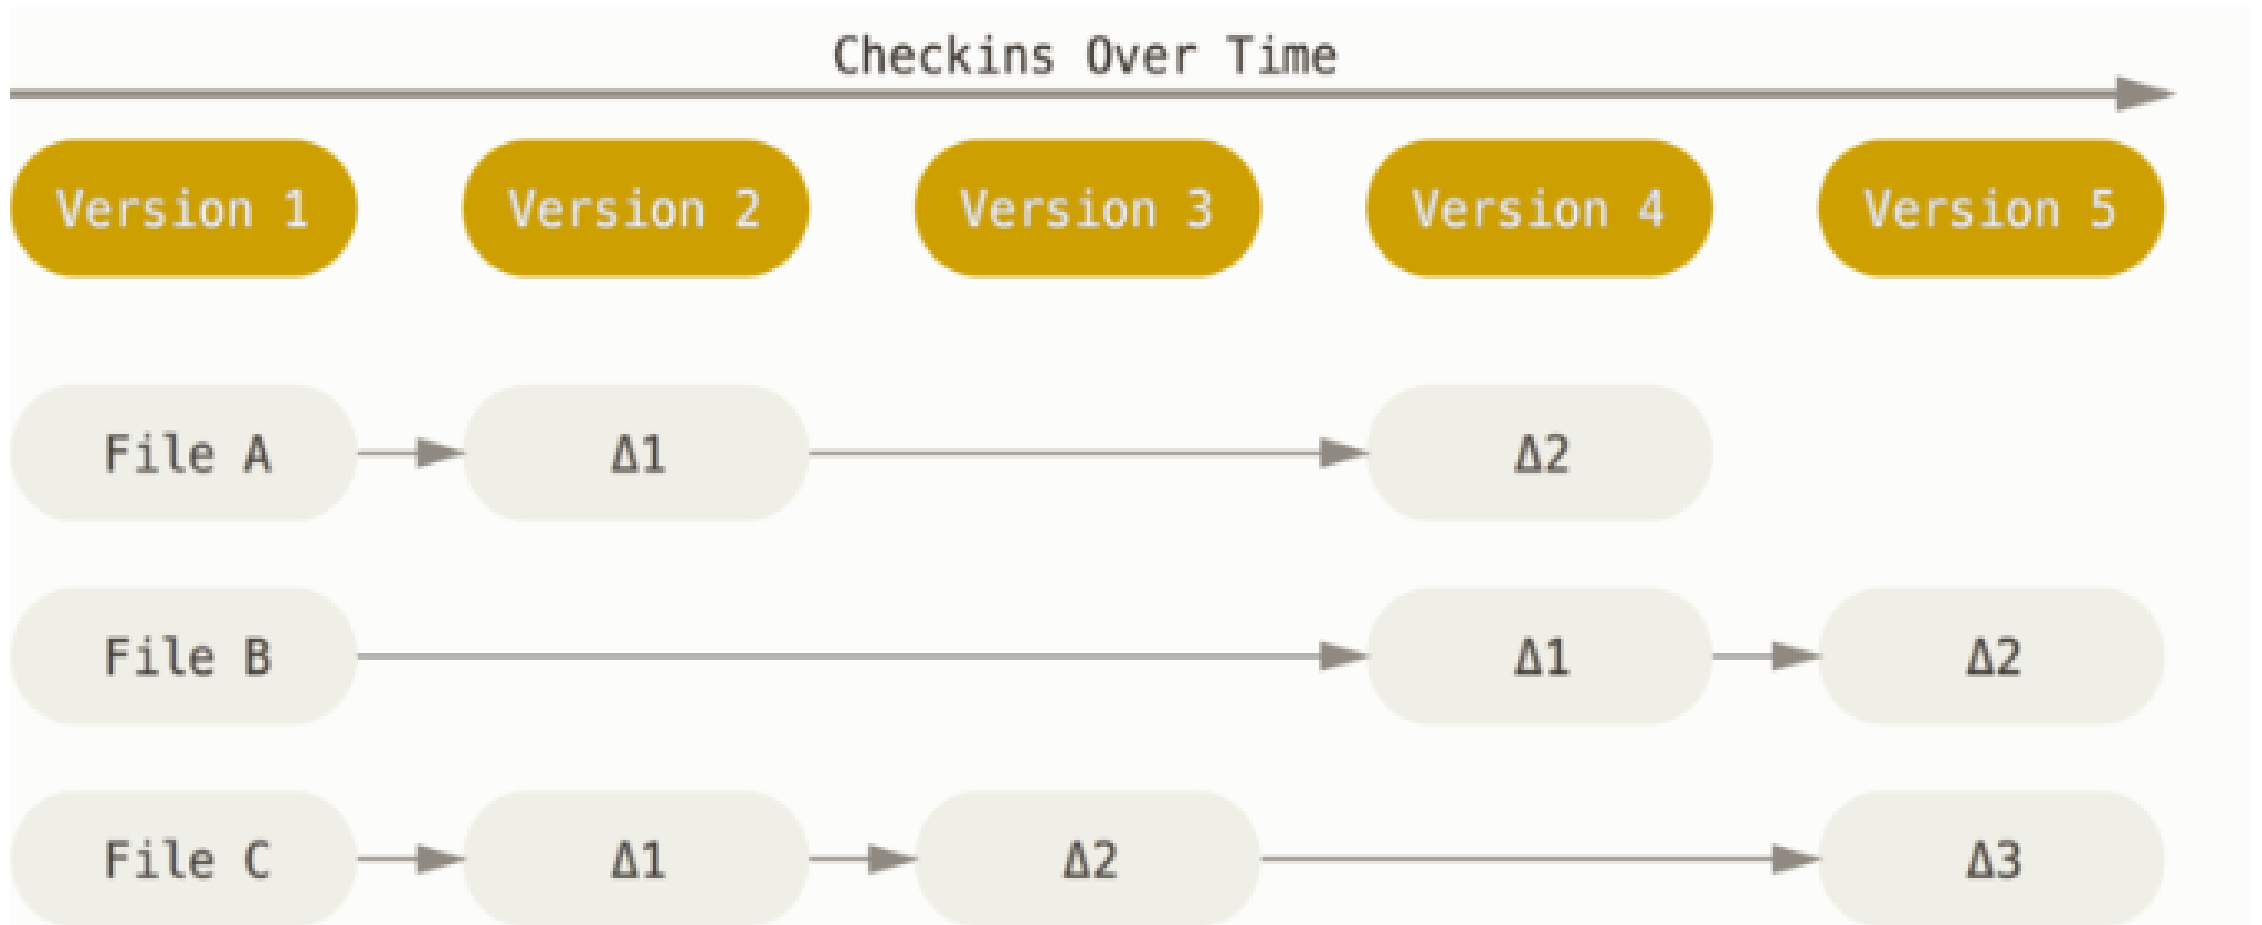 Checkins Over Time
Version 1 Version 2 Version 3 Version 4 Version 5
File A Δ1 Δ2
File B Δ1 Δ2
File C Δ1 Δ2 Δ3